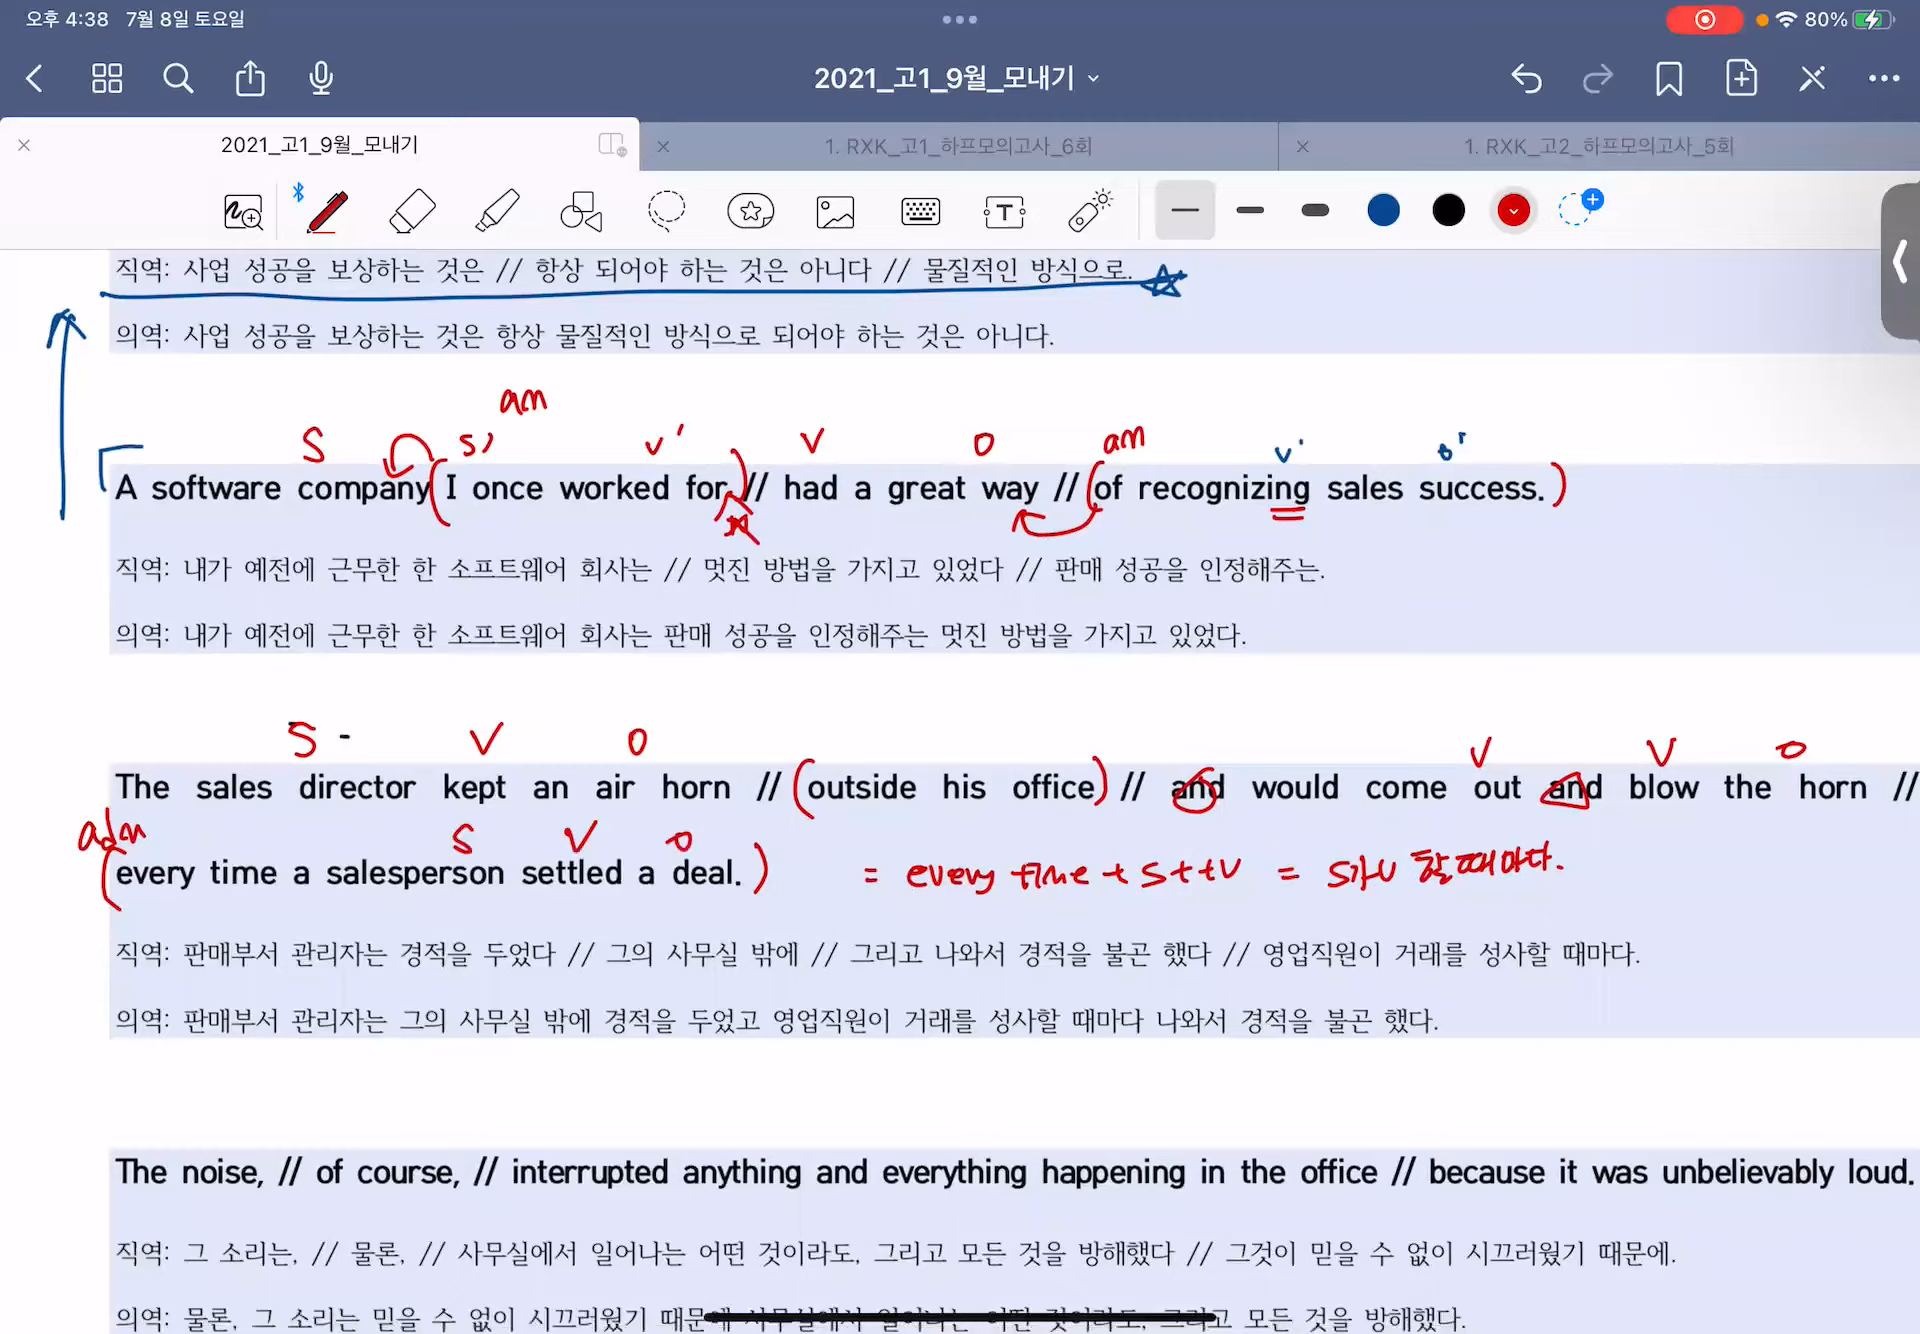 오후 4:38 7월 8일 토요일
80%
2021_고1_9월_모내기
2021_고1_9월_모내기
1. RXK_고1_하프모의고사_6회
1. RXK_고2_하프모의고사_5회
직역: 사업 성공을 보상하는 것은 // 항상 되어야 하는 것은 아니다 // 물질적인 방식으로.
의역: 사업 성공을 보상하는 것은 항상 물질적인 방식으로 되어야 하는 것은 아니다.
am
S S' V' V O am V' O'
A software company (I once worked for.) // had a great way // (of recognizing sales success.)
직역: 내가 예전에 근무한 한 소프트웨어 회사는 // 멋진 방법을 가지고 있었다 // 판매 성공을 인정해주는.
의역: 내가 예전에 근무한 한 소프트웨어 회사는 판매 성공을 인정해주는 멋진 방법을 가지고 있었다.
S V O V V O
The sales director kept an air horn // (outside his office) // and would come out and blow the horn //
adm S V O
(every time a salesperson settled a deal.) = every time + S + V = S가 V 할 때마다.
직역: 판매부서 관리자는 경적을 두었다 // 그의 사무실 밖에 // 그리고 나와서 경적을 불곤 했다 // 영업직원이 거래를 성사할 때마다.
의역: 판매부서 관리자는 그의 사무실 밖에 경적을 두었고 영업직원이 거래를 성사할 때마다 나와서 경적을 불곤 했다.
The noise, // of course, // interrupted anything and everything happening in the office // because it was unbelievably loud.
직역: 그 소리는, // 물론, // 사무실에서 일어나는 어떤 것이라도, 그리고 모든 것을 방해했다 // 그것이 믿을 수 없이 시끄러웠기 때문에.
의역: 물론, 그 소리는 믿을 수 없이 시끄러웠기 때문에 사무실에서 일어나는 어떤 것이라도, 그리고 모든 것을 방해했다.